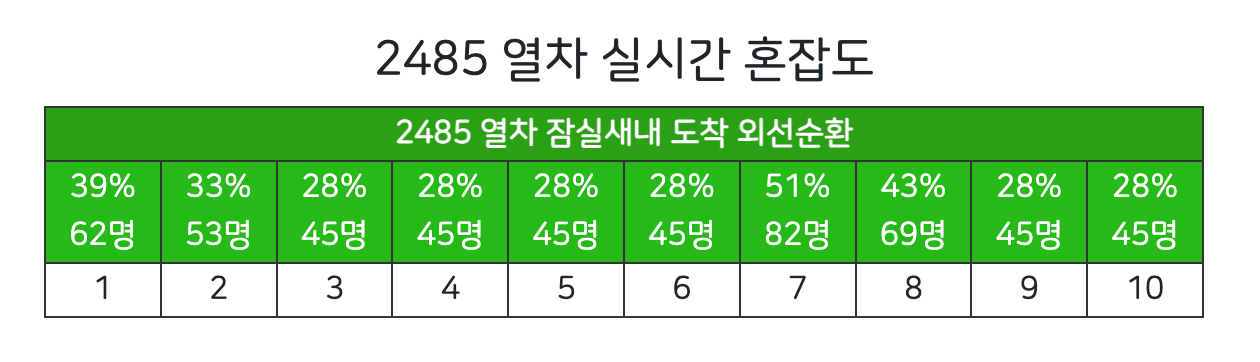 2485 열차 실시간 혼잡도
2485 열차 잠실새내 도착 외선순환
39% 33% 28% 28% 28% 28% 51% 43% 28% 28%
62명 53명 45명 45명 45명 45명 82명 69명 45명 45명
1 2 3 4 5 6 7 8 9 10